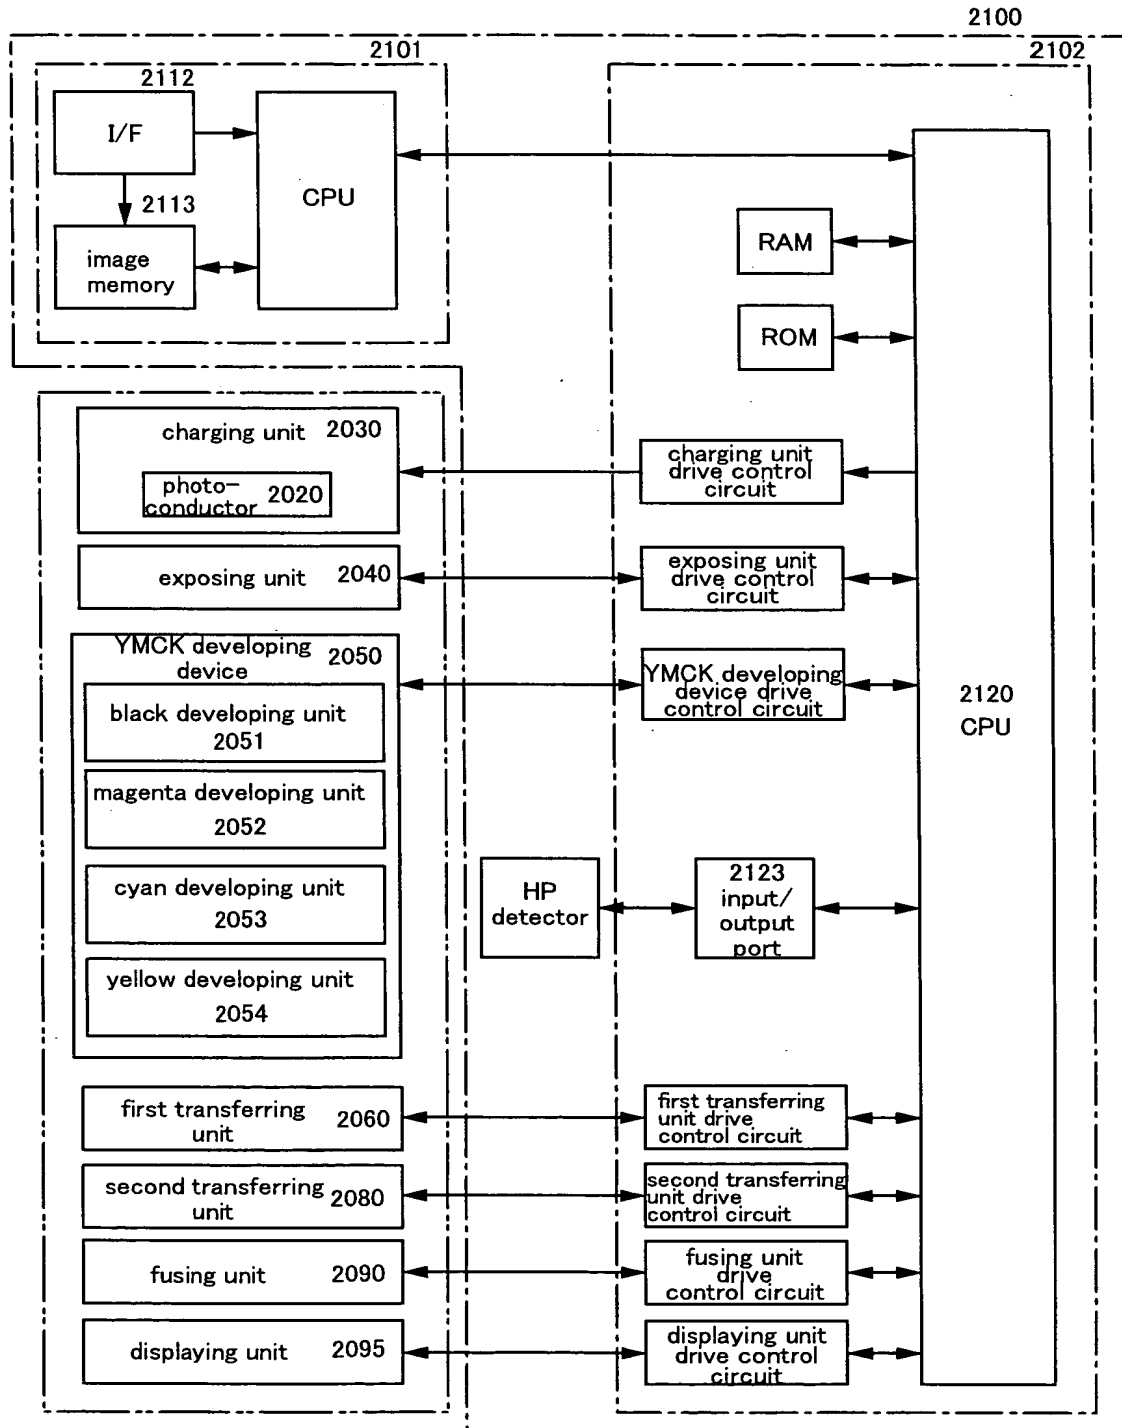 2100
2101
2102
2112
I/F
CPU
2113
image
memory
RAM
ROM
charging unit 2030
photo-
conductor 2020
charging unit
drive control
circuit
exposing unit 2040
exposing unit
drive control
circuit
YMCK developing
device 2050
black developing unit
2051
magenta developing unit
2052
cyan developing unit
2053
yellow developing unit
2054
YMCK developing
device drive
control circuit
2120
CPU
HP
detector
2123
input/
output
port
first transferring
unit 2060
first transferring
unit drive
control circuit
second transferring
unit 2080
second transferring
unit drive
control circuit
fusing unit 2090
fusing unit
drive
control circuit
displaying unit 2095
displaying unit
drive control
circuit